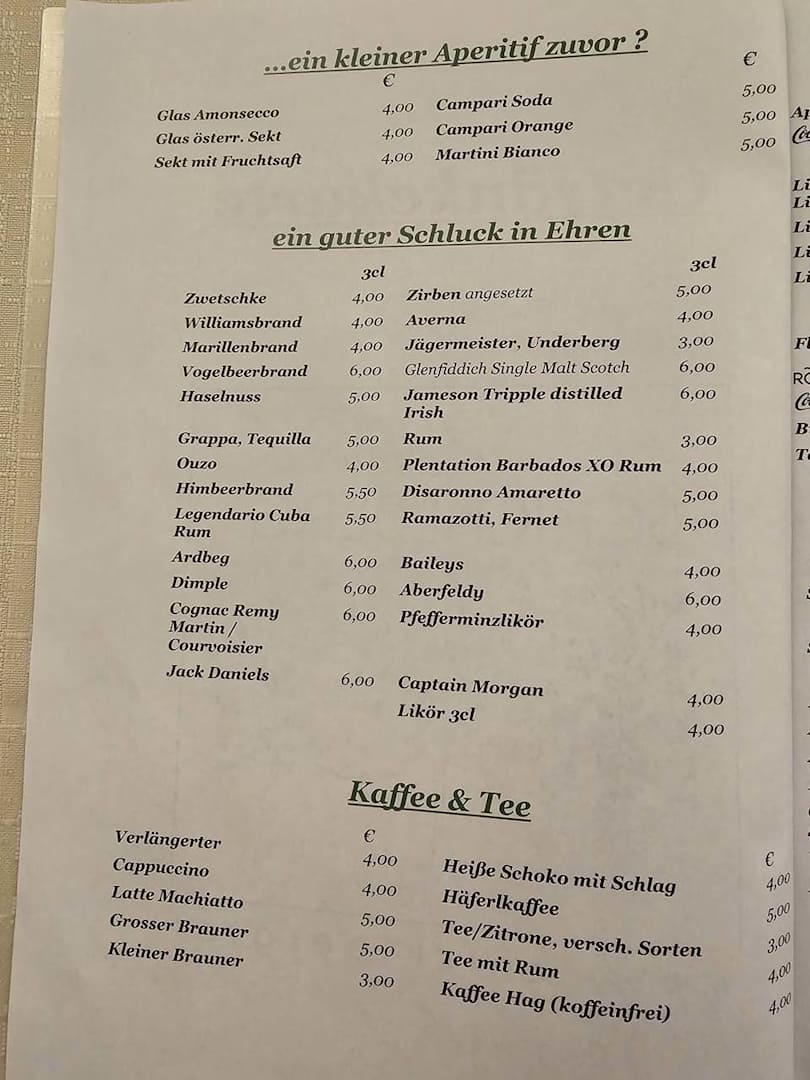 ...ein kleiner Aperitif zuvor ?
€ €
Glas Amonsecco 4,00 Campari Soda 5,00
Glas österr. Sekt 4,00 Campari Orange 5,00
Sekt mit Fruchtsaft 4,00 Martini Bianco 5,00
ein guter Schluck in Ehren
3cl 3cl
Zwetschke 4,00 Zirben angesetzt 5,00
Williamsbrand 4,00 Averna 4,00
Marillenbrand 4,00 Jägermeister, Underberg 3,00
Vogelbeerbrand 6,00 Glenfiddich Single Malt Scotch 6,00
Haselnuss 5,00 Jameson Tripple distilled 6,00
Irish
Grappa, Tequilla 5,00 Rum 3,00
Ouzo 4,00 Plentation Barbados XO Rum 4,00
Himbeerbrand 5,50 Disaronno Amaretto 5,00
Legendario Cuba 5,50 Ramazotti, Fernet 5,00
Rum
Ardbeg 6,00 Baileys 4,00
Dimple 6,00 Aberfeldy 6,00
Cognac Remy 6,00 Pfefferminzlikör 4,00
Martin /
Courvoisier
Jack Daniels 6,00 Captain Morgan 4,00
Likör 3cl 4,00
Kaffee & Tee
€ €
Verlängerter 4,00 Heiße Schoko mit Schlag 4,00
Cappuccino 4,00 Häferlkaffee 5,00
Latte Machiatto 5,00 Tee/Zitrone, versch. Sorten 3,00
Grosser Brauner 5,00 Tee mit Rum 4,00
Kleiner Brauner 3,00 Kaffee Hag (koffeinfrei) 4,00